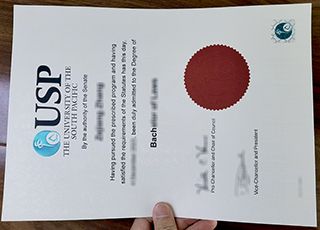 USP
THE UNIVERSITY OF THE
SOUTH PACIFIC
By the authority of the Senate
Having pursued the prescribed program and having
satisfied the requirements of the Statutes has this day,
been duly admitted to the Degree of
Bachelor of
Pro-Chancellor and Chair of Council
Vice-Chancellor and President